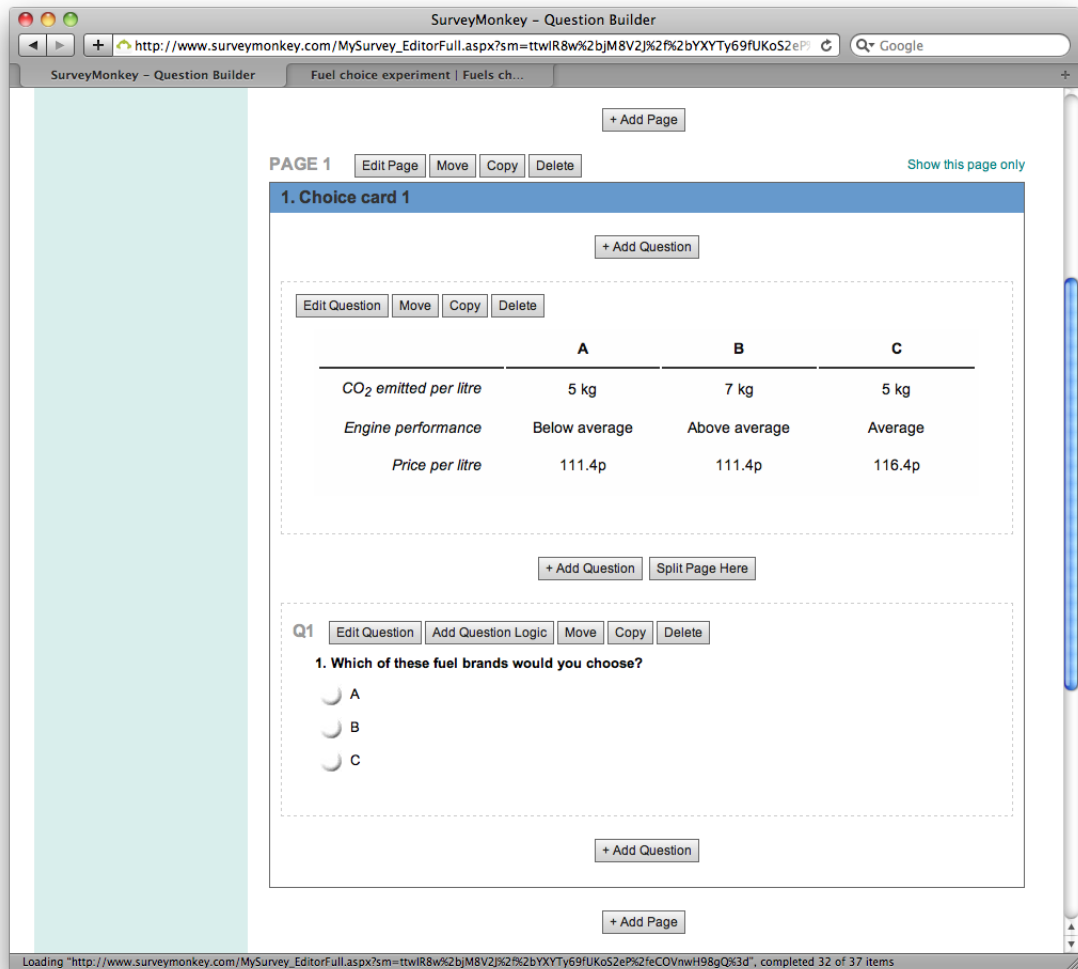 SurveyMonkey – Question Builder
http://www.surveymonkey.com/MySurvey_EditorFull.aspx?sm=ttwlR8w%2bjM8V2J%2f%2bYXYTy69fUKoS2eP% Google
SurveyMonkey – Question Builder Fuel choice experiment | Fuels ch...
+ Add Page
PAGE 1 Edit Page Move Copy Delete Show this page only
1. Choice card 1
+ Add Question
Edit Question Move Copy Delete
A B C
CO2 emitted per litre 5 kg 7 kg 5 kg
Engine performance Below average Above average Average
Price per litre 111.4p 111.4p 116.4p
+ Add Question Split Page Here
Q1 Edit Question Add Question Logic Move Copy Delete
1. Which of these fuel brands would you choose?
A
B
C
+ Add Question
+ Add Page
Loading "http://www.surveymonkey.com/MySurvey_EditorFull.aspx?sm=ttwlR8w%2bjM8V2J%2f%2bYXYTy69fUKoS2eP%2feCOVnwH98gQ%3d", completed 32 of 37 items